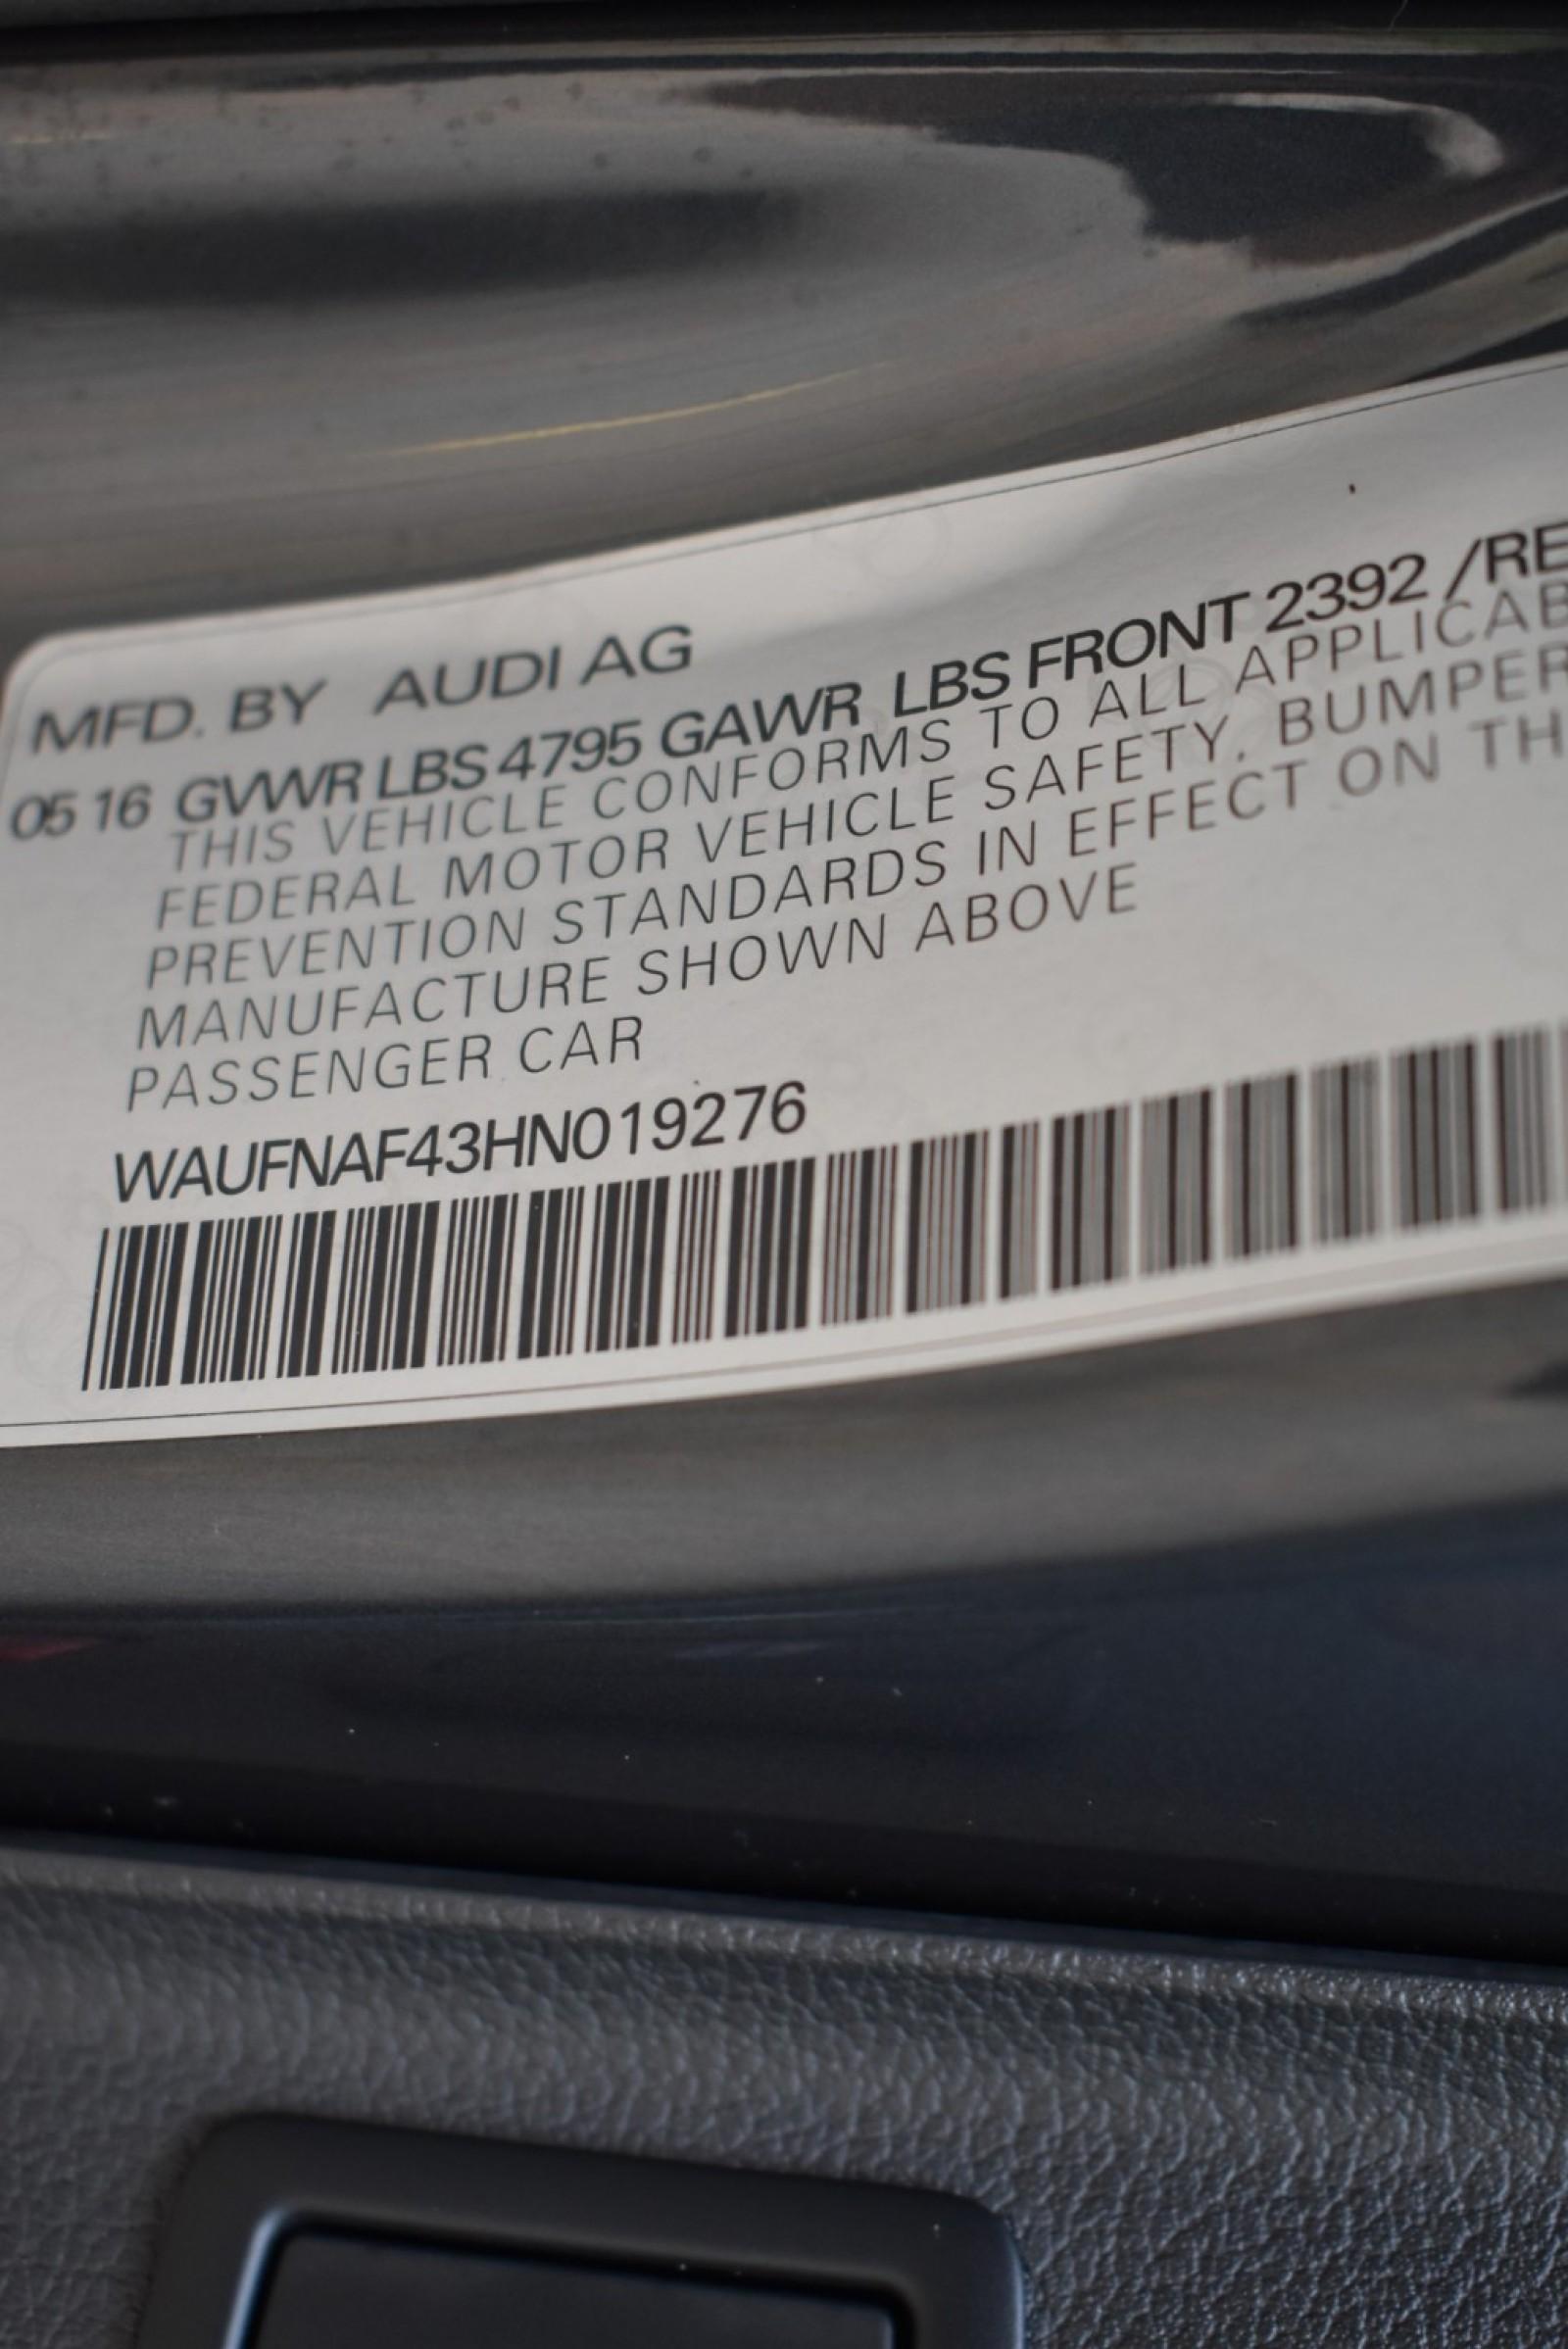 MFD. BY AUDI AG
05 16 GVWR LBS 4795 GAWR LBS FRONT 2392 /RE
THIS VEHICLE CONFORMS TO ALL APPLICAB
FEDERAL MOTOR VEHICLE SAFETY, BUMPER
PREVENTION STANDARDS IN EFFECT ON TH
MANUFACTURE SHOWN ABOVE
PASSENGER CAR
WAUFNAF43HN019276